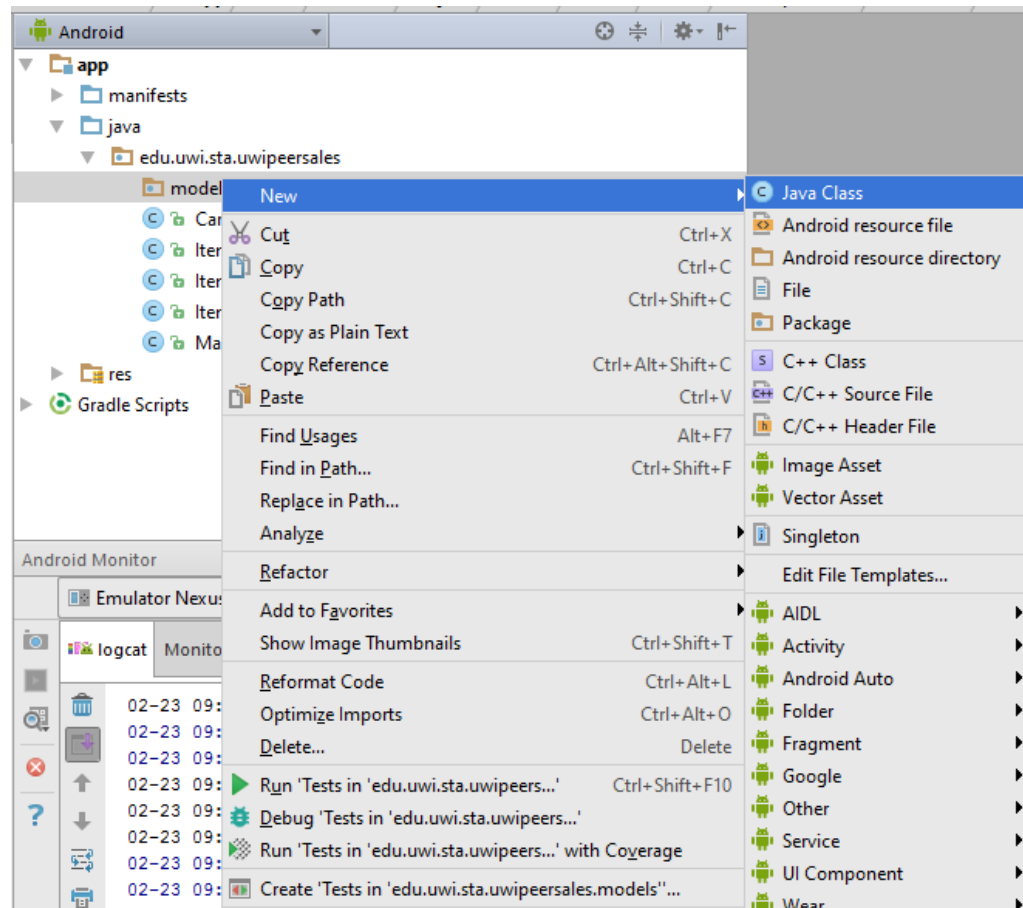 Android
app
manifests
java
edu.uwi.sta.uwipeersales
model
Car
Iter
Iter
Iter
Ma
res
Gradle Scripts
New
Cut Ctrl+X
Copy Ctrl+C
Copy Path Ctrl+Shift+C
Copy as Plain Text
Copy Reference Ctrl+Alt+Shift+C
Paste Ctrl+V
Find Usages Alt+F7
Find in Path... Ctrl+Shift+F
Replace in Path...
Analyze
Refactor
Add to Favorites
Show Image Thumbnails Ctrl+Shift+T
Reformat Code Ctrl+Alt+L
Optimize Imports Ctrl+Alt+O
Delete... Delete
Run 'Tests in 'edu.uwi.sta.uwipeers...' Ctrl+Shift+F10
Debug 'Tests in 'edu.uwi.sta.uwipeers...'
Run 'Tests in 'edu.uwi.sta.uwipeers...' with Coverage
Create 'Tests in 'edu.uwi.sta.uwipeersales.models''...
Java Class
Android resource file
Android resource directory
File
Package
C++ Class
C/C++ Source File
C/C++ Header File
Image Asset
Vector Asset
Singleton
Edit File Templates...
AIDL
Activity
Android Auto
Folder
Fragment
Google
Other
Service
UI Component
Wear
Android Monitor
Emulator Nexus
logcat Monito
02-23 09:
02-23 09:
02-23 09:
02-23 09:
02-23 09:
02-23 09:
02-23 09:
02-23 09: